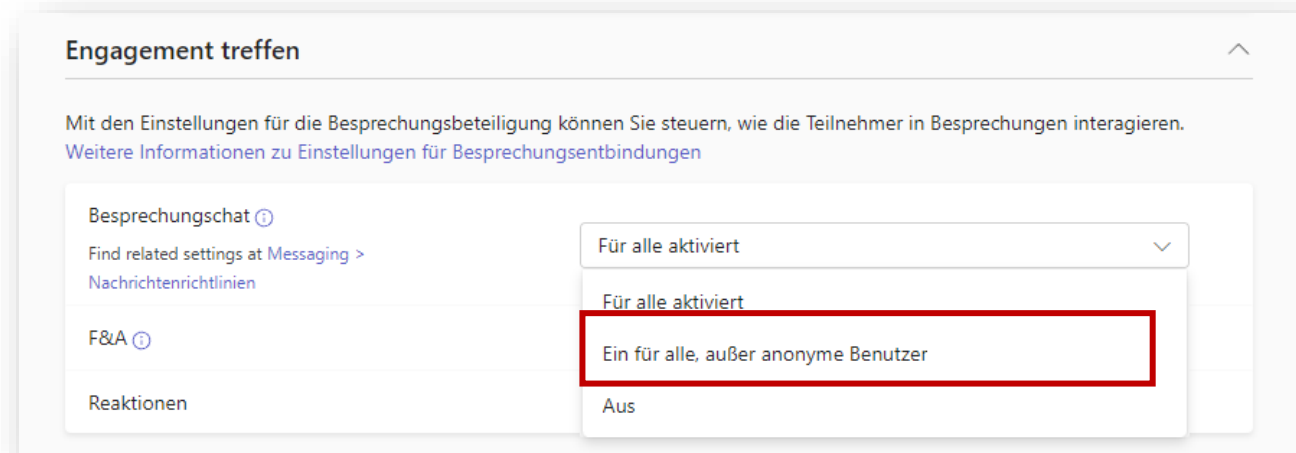 Engagement treffen
Mit den Einstellungen für die Besprechungsbeteiligung können Sie steuern, wie die Teilnehmer in Besprechungen interagieren.
Weitere Informationen zu Einstellungen für Besprechungsentbindungen
Besprechungschat
Find related settings at Messaging >
Nachrichtenrichtlinien
Für alle aktiviert
Für alle aktiviert
Ein für alle, außer anonyme Benutzer
Aus
F&A
Reaktionen